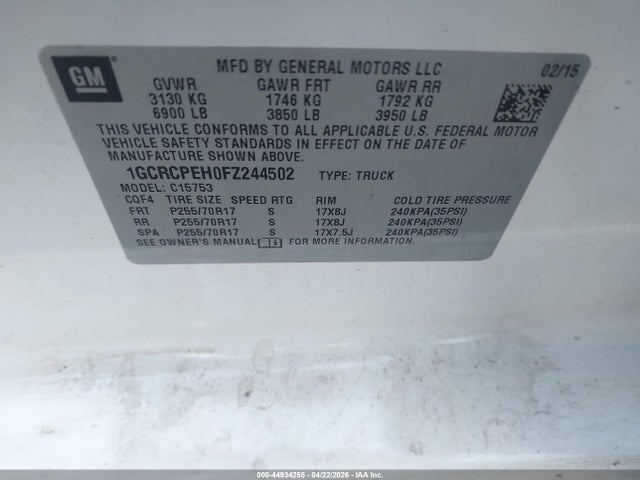 GM
MFD BY GENERAL MOTORS LLC 02/15
GVWR GAWR FRT GAWR RR
3130 KG 1746 KG 1792 KG
6900 LB 3850 LB 3950 LB
THIS VEHICLE CONFORMS TO ALL APPLICABLE U.S. FEDERAL MOTOR
VEHICLE SAFETY STANDARDS IN EFFECT ON THE DATE OF
MANUFACTURE SHOWN ABOVE.
1GCRCPEH0FZ244502 TYPE: TRUCK
MODEL: C15753
CQF4 TIRE SIZE SPEED RTG RIM COLD TIRE PRESSURE
FRT P255/70R17 S 17X8J 240KPA(35PSI)
RR P255/70R17 S 17X8J 240KPA(35PSI)
SPA P255/70R17 S 17X7.5J 240KPA(35PSI)
SEE OWNER'S MANUAL FOR MORE INFORMATION.
000-44934255 - 04/22/2026 - IAA, Inc.